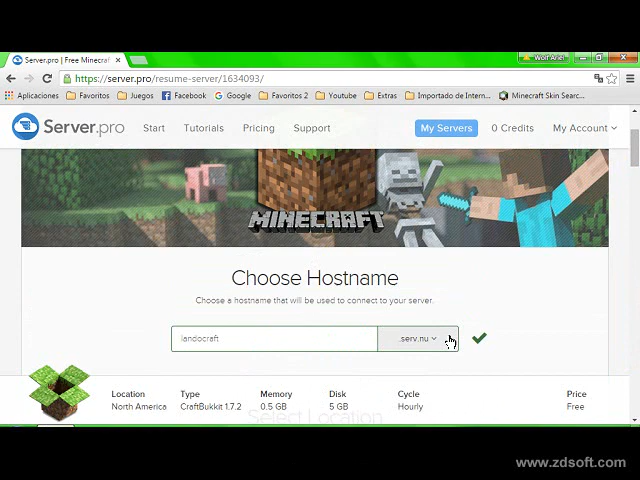 Server.pro | Free Minecraf
Wolf Ariel
https://server.pro/resume-server/1634093/
Aplicaciones Favoritos Juegos Facebook Google Favoritos 2 Youtube Extras Importado de Intern... Minecraft Skin Searc...
Server.pro Start Tutorials Pricing Support My Servers 0 Credits My Account
MINECRAFT
Choose Hostname
Choose a hostname that will be used to connect to your server.
landocraft .serv.nu
Location Type Memory Disk Cycle Price
North America CraftBukkit 1.7.2 0.5 GB 5 GB Hourly Free
Select Location
www.zdsoft.com